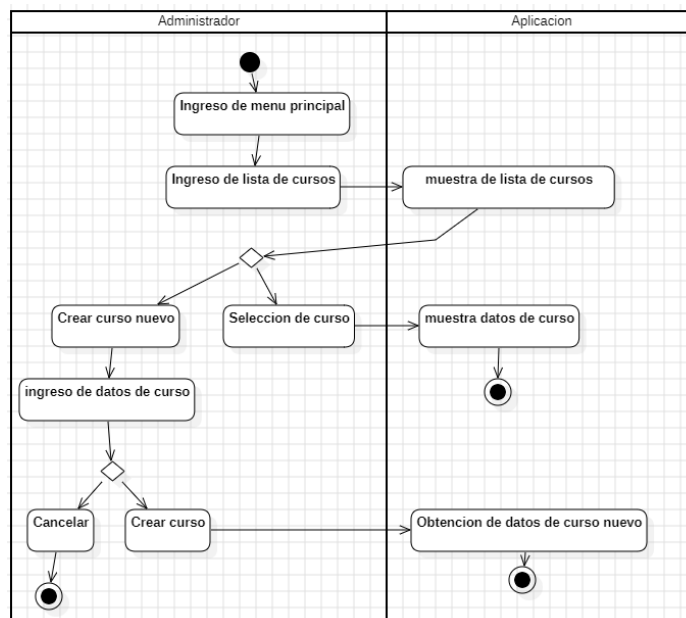 Administrador
Aplicacion
Ingreso de menu principal
Ingreso de lista de cursos
muestra de lista de cursos
Crear curso nuevo
Seleccion de curso
muestra datos de curso
ingreso de datos de curso
Cancelar
Crear curso
Obtencion de datos de curso nuevo